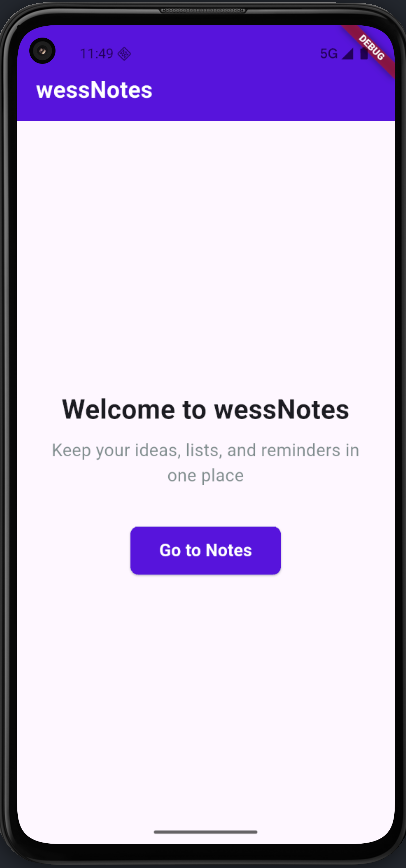 11:49
5G
DEBUG
wessNotes
Welcome to wessNotes
Keep your ideas, lists, and reminders in
one place
Go to Notes